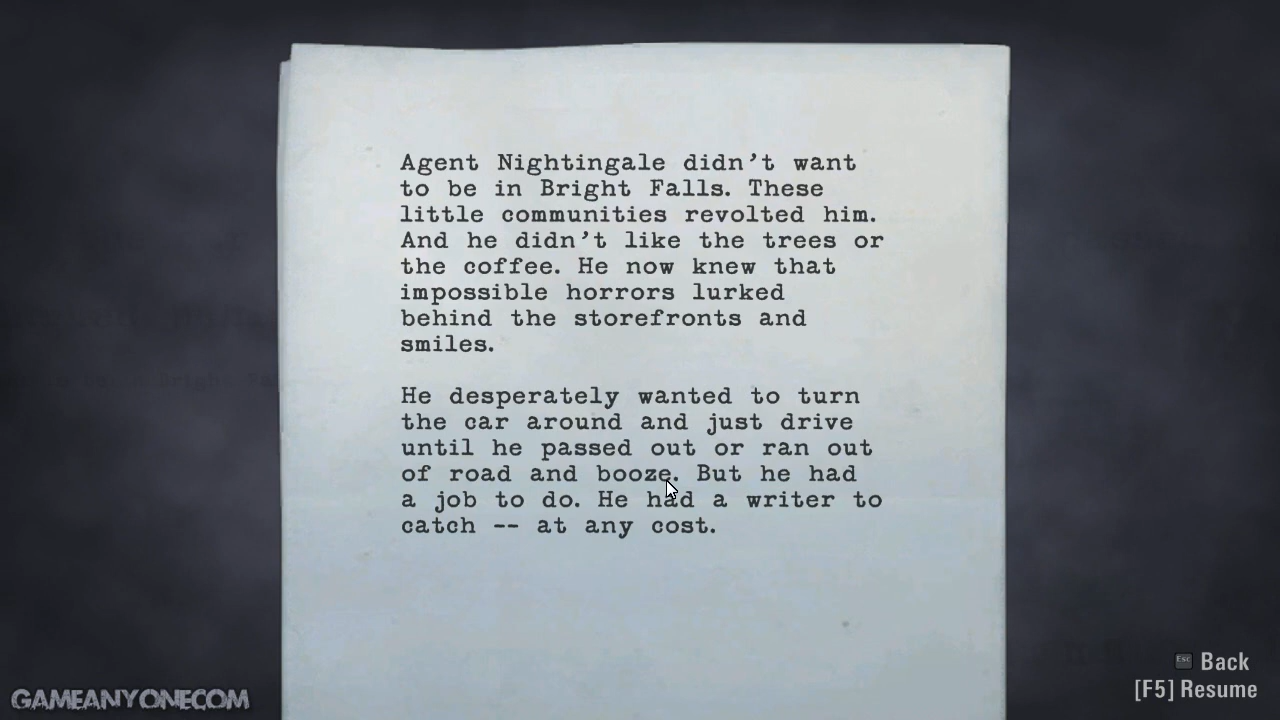 Agent Nightingale didn't want
to be in Bright Falls. These
little communities revolted him.
And he didn't like the trees or
the coffee. He now knew that
impossible horrors lurked
behind the storefronts and
smiles.
He desperately wanted to turn
the car around and just drive
until he passed out or ran out
of road and booze. But he had
a job to do. He had a writer to
catch -- at any cost.
Esc Back
[F5] Resume
GAMEANYONE.COM